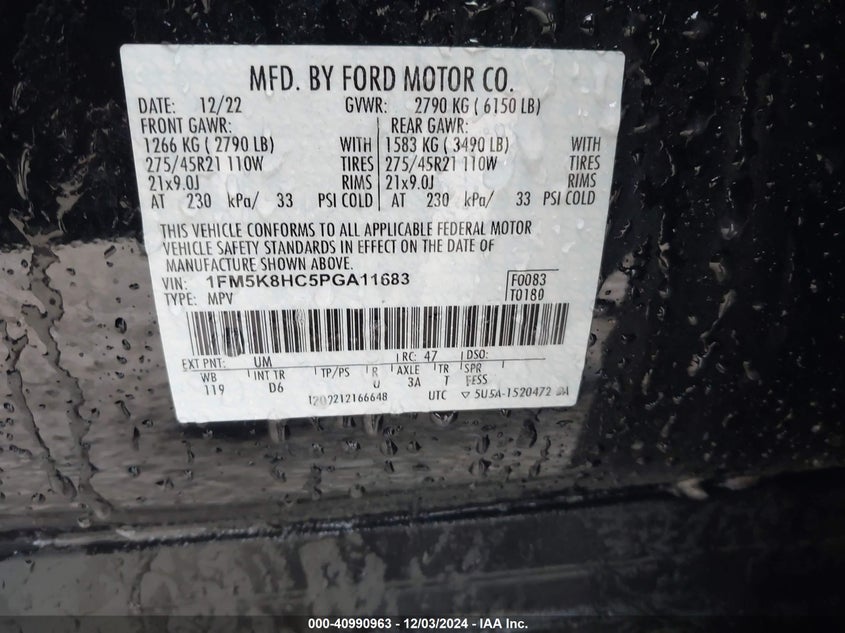 MFD. BY FORD MOTOR CO.
DATE: 12/22 GVWR: 2790 KG ( 6150 LB)
FRONT GAWR: REAR GAWR:
1266 KG ( 2790 LB) WITH 1583 KG ( 3490 LB) WITH
275/45R21 110W TIRES 275/45R21 110W TIRES
21x9.0J RIMS 21x9.0J RIMS
AT 230 kPa/ 33 PSI COLD AT 230 kPa/ 33 PSI COLD
THIS VEHICLE CONFORMS TO ALL APPLICABLE FEDERAL MOTOR
VEHICLE SAFETY STANDARDS IN EFFECT ON THE DATE OF
MANUFACTURE SHOWN ABOVE.
VIN: 1FM5K8HC5PGA11683 F0083
TYPE: MPV T0180
EXT PNT: UM RC: 47 DSO:
WB INT TR TP/PS R AXLE TR SPR
119 D6 U 3A T FESS
1209212166648 UTC ▽ 5U5A-1520472
000-40990963 - 12/03/2024 - IAA Inc.